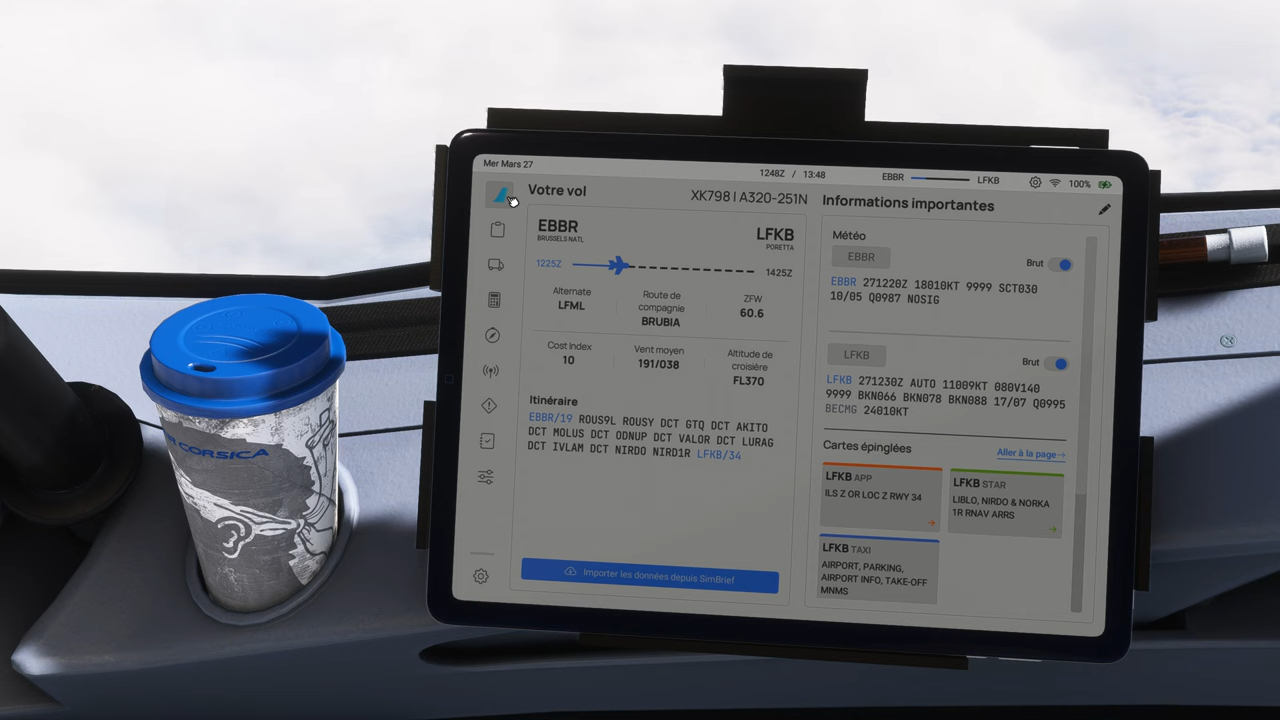 Mer Mars 27
1248Z / 13:48
EBBR LFKB
100%
Votre vol
XK798 | A320-251N
EBBR
BRUSSELS NATL
LFKB
PORETTA
1225Z
1425Z
Alternate
LFML
Route de
compagnie
BRUBIA
ZFW
60.6
Cost Index
10
Vent moyen
191/038
Altitude de
croisière
FL370
Itinéraire
EBBR/19 ROUS9L ROUSY DCT GTQ DCT AKITO
DCT MOLUS DCT ODNUP DCT VALOR DCT LURAG
DCT IVLAM DCT NIRDO NIRD1R LFKB/34
Importer les données depuis SimBrief
Informations importantes
Météo
EBBR
Brut
EBBR 271220Z 18010KT 9999 SCT030
10/05 Q0987 NOSIG
LFKB
Brut
LFKB 271230Z AUTO 11009KT 080V140
9999 BKN066 BKN078 BKN088 17/07 Q0995
BECMG 24010KT
Cartes épinglées
Aller à la page→
LFKB APP
ILS Z OR LOC Z RWY 34
LFKB STAR
LIBLO, NIRDO & NORKA
1R RNAV ARRS
LFKB TAXI
AIRPORT, PARKING,
AIRPORT INFO, TAKE-OFF
MNMS
CORSICA